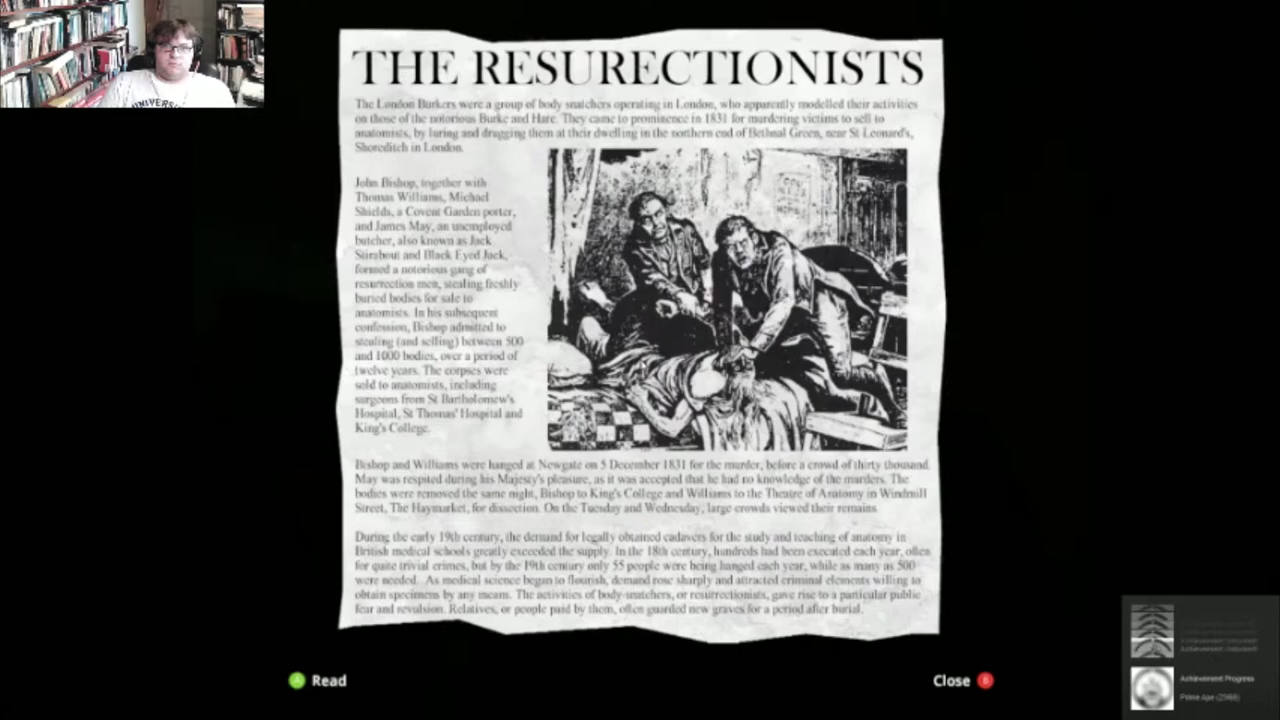 THE RESURECTIONISTS
The London Burkers were a group of body snatchers operating in London, who apparently modelled their activities
on those of the notorious Burke and Hare. They came to prominence in 1831 for murdering victims to sell to
anatomists, by luring and drugging them at their dwelling in the northern end of Bethnal Green, near St Leonard's,
Shoreditch in London.
John Bishop, together with
Thomas Williams, Michael
Shields, a Covent Garden porter,
and James May, an unemployed
butcher, also known as Jack
Stirabout and Black Eyed Jack,
formed a notorious gang of
resurrection men, stealing freshly
buried bodies for sale to
anatomists. In his subsequent
confession, Bishop admitted to
stealing (and selling) between 500
and 1000 bodies, over a period of
twelve years. The corpses were
sold to anatomists, including
surgeons from St Bartholomew's
Hospital, St Thomas' Hospital and
King's College.
Bishop and Williams were hanged at Newgate on 5 December 1831 for the murder, before a crowd of thirty thousand.
May was respited during his Majesty's pleasure, as it was accepted that he had no knowledge of the murders. The
bodies were removed the same night, Bishop to King's College and Williams to the Theatre of Anatomy in Windmill
Street, The Haymarket, for dissection. On the Tuesday and Wednesday, large crowds viewed their remains.
During the early 19th century, the demand for legally obtained cadavers for the study and teaching of anatomy in
British medical schools greatly exceeded the supply. In the 18th century, hundreds had been executed each year, often
for quite trivial crimes, but by the 19th century only 55 people were being hanged each year, while as many as 500
were needed. As medical science began to flourish, demand rose sharply and attracted criminal elements willing to
obtain specimens by any means. The activities of body-snatchers, or resurrectionists, gave rise to a particular public
fear and revulsion. Relatives, or people paid by them, often guarded new graves for a period after burial.
A Read
Close B
UNIVERS
Achievement Progress
Prime Ape